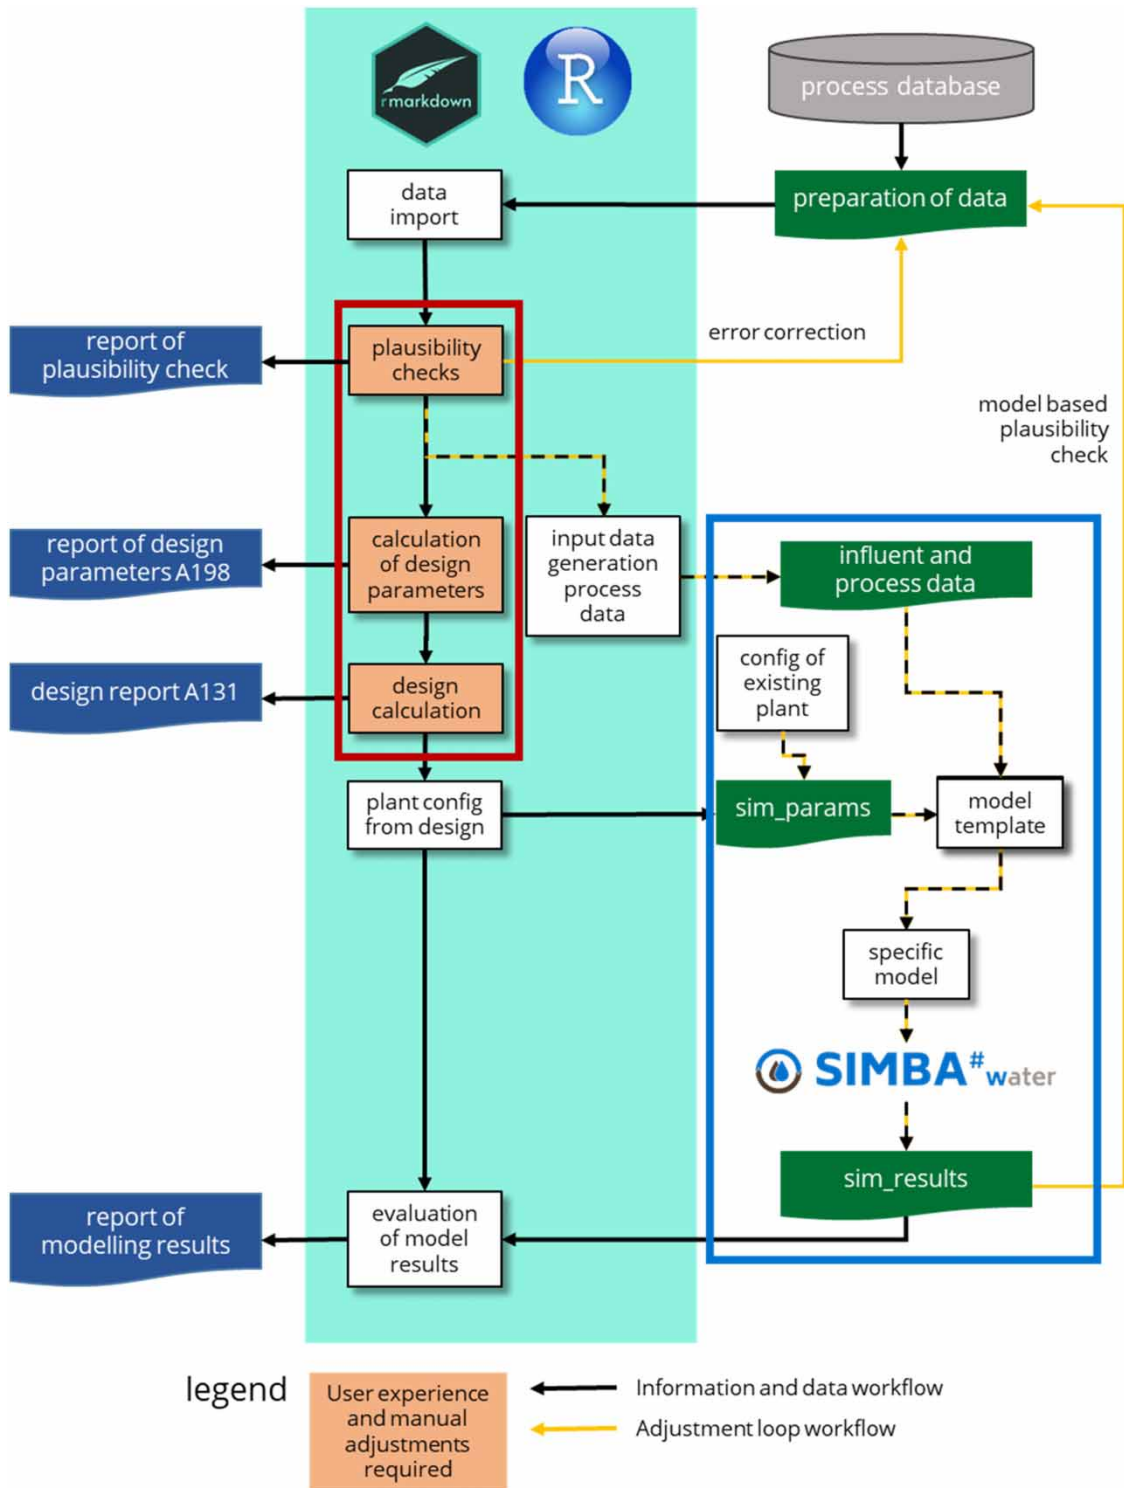 rmarkdown
R
process database
data
import
preparation of data
report of
plausibility check
plausibility
checks
error correction
model based
plausibility
check
report of design
parameters A198
calculation
of design
parameters
input data
generation
process
data
influent and
process data
design report A131
design
calculation
config of
existing
plant
plant config
from design
sim_params
model
template
specific
model
SIMBA# water
sim_results
report of
modelling results
evaluation
of model
results
legend
User experience
and manual
adjustments
required
Information and data workflow
Adjustment loop workflow